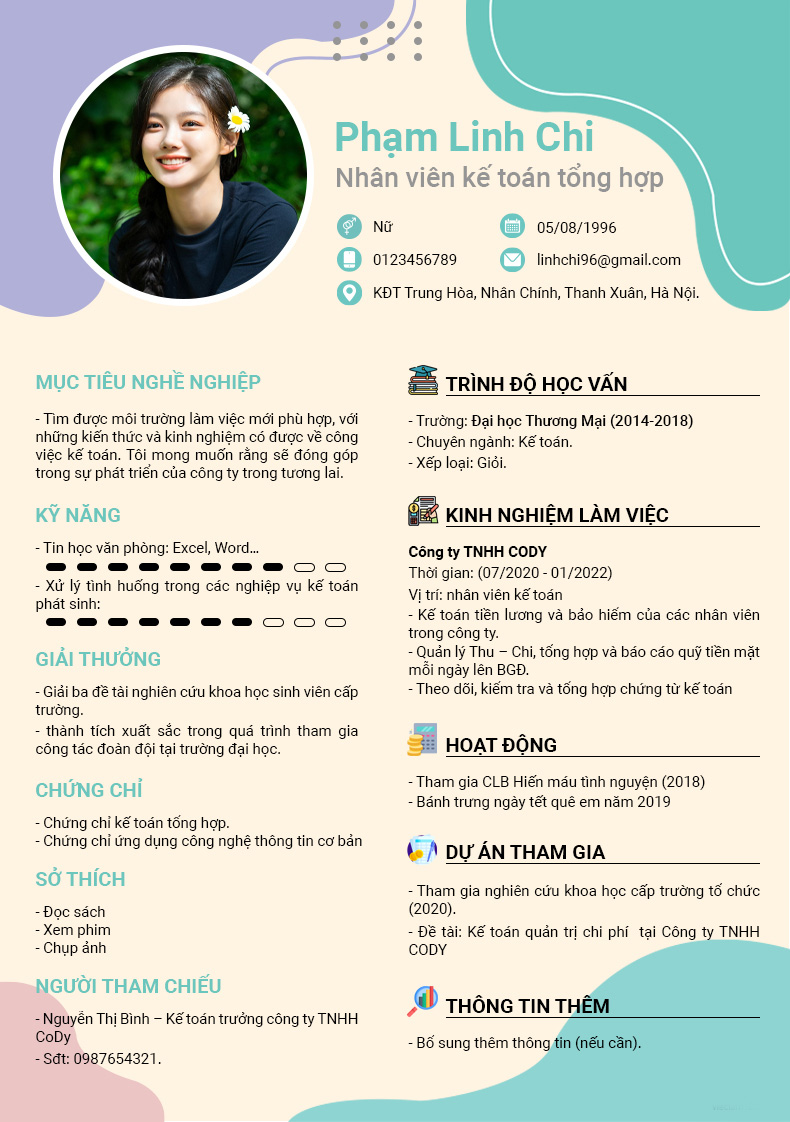 Phạm Linh Chi
Nhân viên kế toán tổng hợp
Nữ
05/08/1996
0123456789
linhchi96@gmail.com
KĐT Trung Hòa, Nhân Chính, Thanh Xuân, Hà Nội.
MỤC TIÊU NGHỀ NGHIỆP
- Tìm được môi trường làm việc mới phù hợp, với
những kiến thức và kinh nghiệm có được về công
việc kế toán. Tôi mong muốn rằng sẽ đóng góp
trong sự phát triển của công ty trong tương lai.
KỸ NĂNG
- Tin học văn phòng: Excel, Word...
- Xử lý tình huống trong các nghiệp vụ kế toán
phát sinh:
GIẢI THƯỞNG
- Giải ba đề tài nghiên cứu khoa học sinh viên cấp
trường.
- thành tích xuất sắc trong quá trình tham gia
công tác đoàn đội tại trường đại học.
CHỨNG CHỈ
- Chứng chỉ kế toán tổng hợp.
- Chứng chỉ ứng dụng công nghệ thông tin cơ bản
SỞ THÍCH
- Đọc sách
- Xem phim
- Chụp ảnh
NGƯỜI THAM CHIẾU
- Nguyễn Thị Bình – Kế toán trưởng công ty TNHH
CoDy
- Sđt: 0987654321.
TRÌNH ĐỘ HỌC VẤN
- Trường: Đại học Thương Mại (2014-2018)
- Chuyên ngành: Kế toán.
- Xếp loại: Giỏi.
KINH NGHIỆM LÀM VIỆC
Công ty TNHH CODY
Thời gian: (07/2020 - 01/2022)
Vị trí: nhân viên kế toán
- Kế toán tiền lương và bảo hiểm của các nhân viên
trong công ty.
- Quản lý Thu – Chi, tổng hợp và báo cáo quỹ tiền mặt
mỗi ngày lên BGĐ.
- Theo dõi, kiểm tra và tổng hợp chứng từ kế toán
HOẠT ĐỘNG
- Tham gia CLB Hiến máu tình nguyện (2018)
- Bánh trưng ngày tết quê em năm 2019
DỰ ÁN THAM GIA
- Tham gia nghiên cứu khoa học cấp trường tổ chức
(2020).
- Đề tài: Kế toán quản trị chi phí tại Công ty TNHH
CODY
THÔNG TIN THÊM
- Bổ sung thêm thông tin (nếu cần).